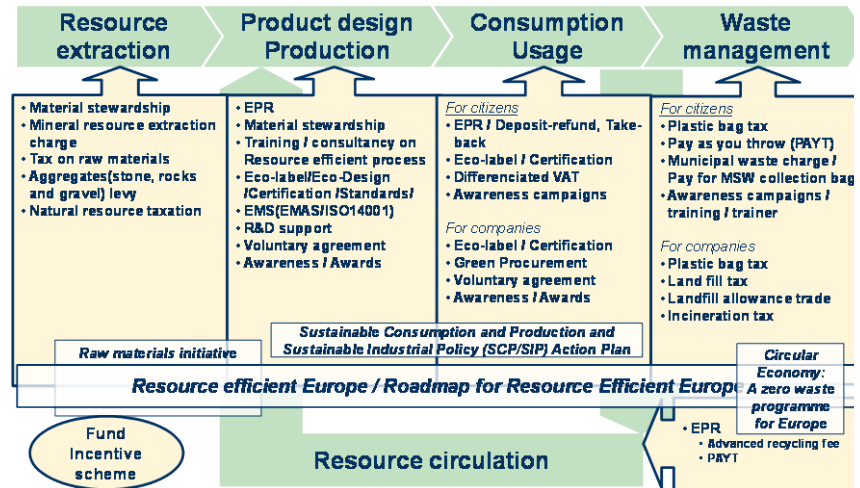 Resource
extraction
Product design
Production
Consumption
Usage
Waste
management
• Material stewardship
• Mineral resource extraction
charge
• Tax on raw materials
• Aggregates(stone, rocks
and gravel) levy
• Natural resource taxation
• EPR
• Material stewardship
• Training / consultancy on
Resource efficient process
• Eco-label/Eco-Design
/Certification /Standards/
• EMS(EMAS/ISO14001)
• R&D support
• Voluntary agreement
• Awareness / Awards
For citizens
• EPR / Deposit-refund, Take-
back
• Eco-label / Certification
• Differenciated VAT
• Awareness campaigns
For companies
• Eco-label / Certification
• Green Procurement
• Voluntary agreement
• Awareness / Awards
For citizens
• Plastic bag tax
• Pay as you throw (PAYT)
• Municipal waste charge /
Pay for MSW collection bag
• Awareness campaigns /
training / trainer
For companies
• Plastic bag tax
• Land fill tax
• Landfill allowance trade
• Incineration tax
Raw materials initiative
Sustainable Consumption and Production and
Sustainable Industrial Policy (SCP/SIP) Action Plan
Resource efficient Europe / Roadmap for Resource Efficient Europe
Circular
Economy:
A zero waste
programme
for Europe
Fund
Incentive
scheme
Resource circulation
• EPR
• Advanced recycling fee
• PAYT